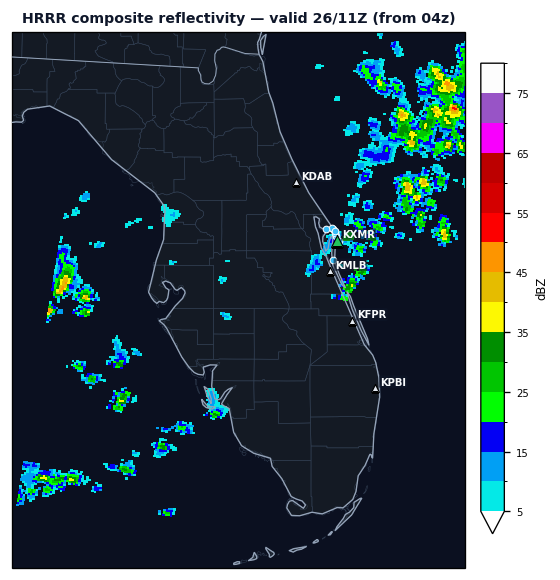 HRRR composite reflectivity — valid 26/11Z (from 04z)
KDAB
KXMR
KMLB
KFPR
KPBI
75
65
55
45
35
25
15
5
dBZ